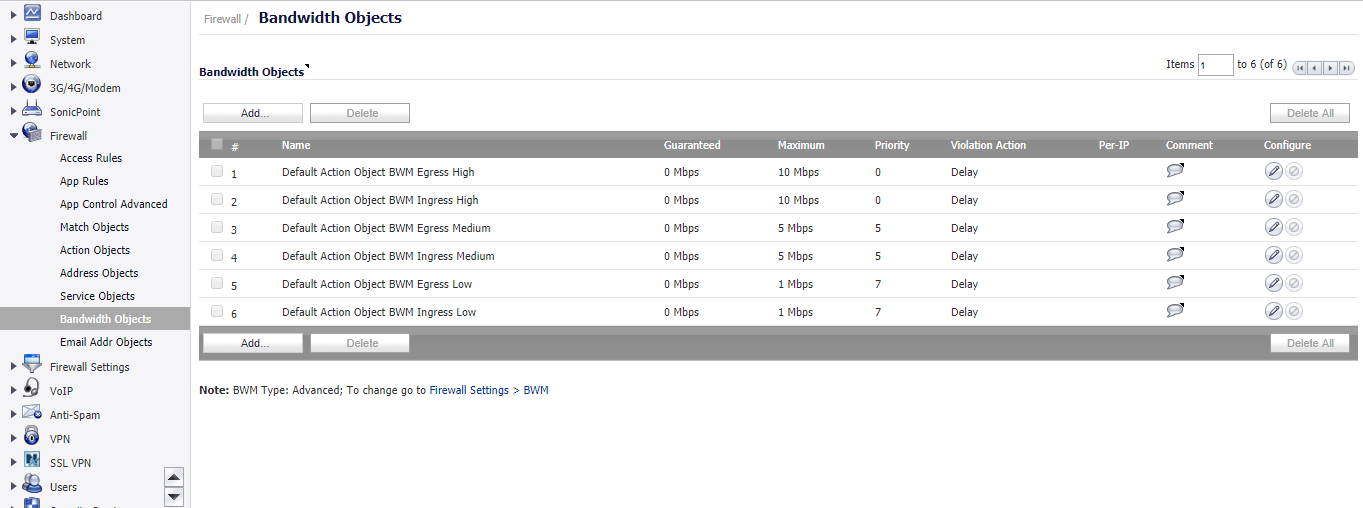 Dashboard
System
Network
3G/4G/Modem
SonicPoint
Firewall
Access Rules
App Rules
App Control Advanced
Match Objects
Action Objects
Address Objects
Service Objects
Bandwidth Objects
Email Addr Objects
Firewall Settings
VoIP
Anti-Spam
VPN
SSL VPN
Users
Firewall / Bandwidth Objects
Bandwidth Objects
Items 1 to 6 (of 6)
Add... Delete Delete All
# Name Guaranteed Maximum Priority Violation Action Per-IP Comment Configure
1 Default Action Object BWM Egress High 0 Mbps 10 Mbps 0 Delay
2 Default Action Object BWM Ingress High 0 Mbps 10 Mbps 0 Delay
3 Default Action Object BWM Egress Medium 0 Mbps 5 Mbps 5 Delay
4 Default Action Object BWM Ingress Medium 0 Mbps 5 Mbps 5 Delay
5 Default Action Object BWM Egress Low 0 Mbps 1 Mbps 7 Delay
6 Default Action Object BWM Ingress Low 0 Mbps 1 Mbps 7 Delay
Add... Delete Delete All
Note: BWM Type: Advanced; To change go to Firewall Settings > BWM